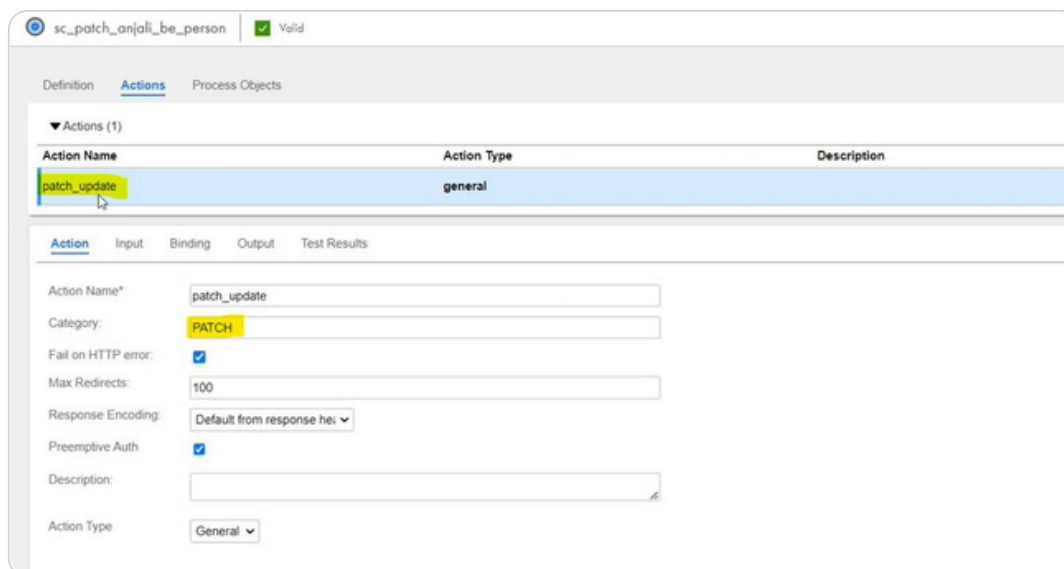 sc_patch_anjali_be_person Valid
Definition Actions Process Objects
Actions (1)
Action Name Action Type Description
patch_update general
Action Input Binding Output Test Results
Action Name* patch_update
Category: PATCH
Fail on HTTP error:
Max Redirects: 100
Response Encoding: Default from response hea
Preemptive Auth
Description:
Action Type General